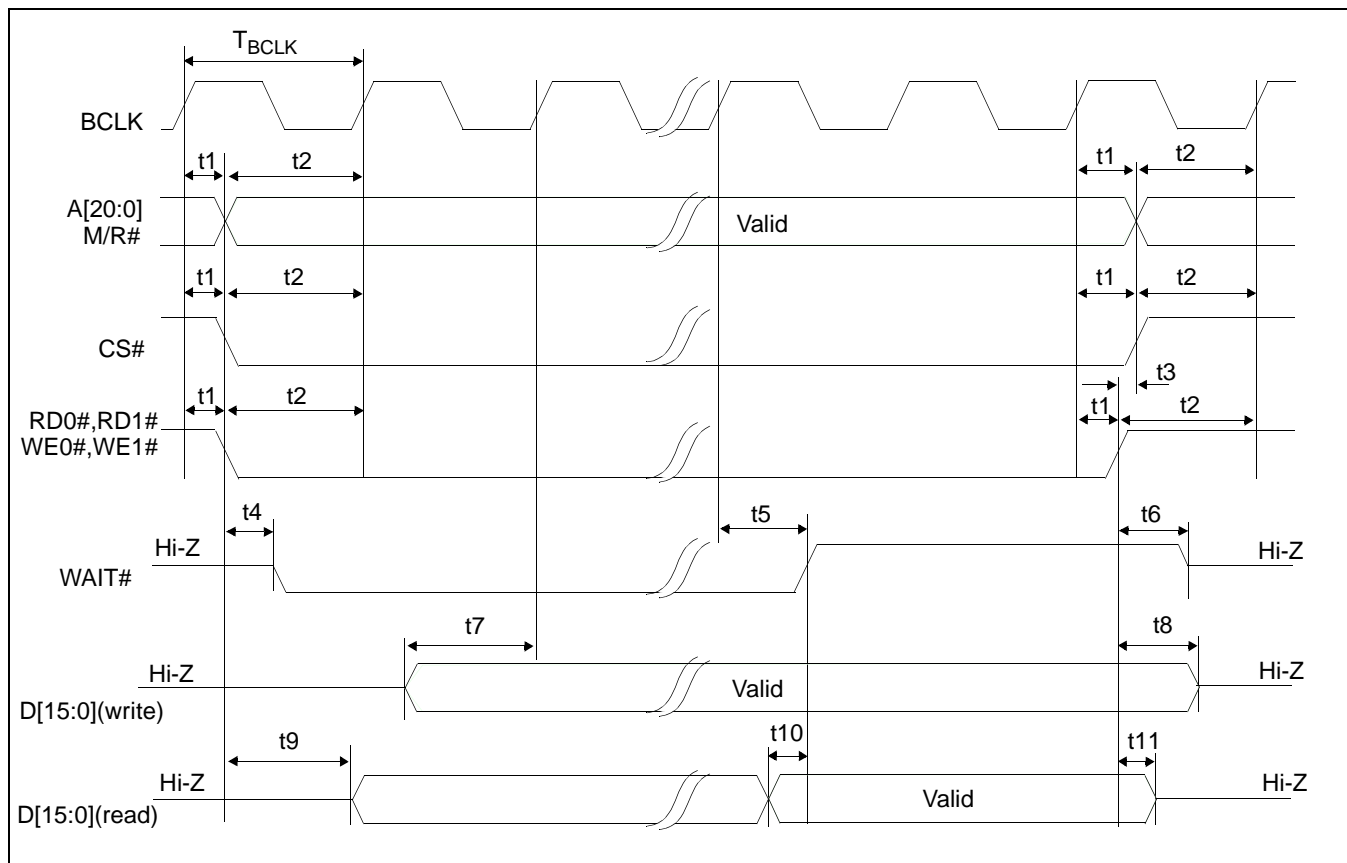 TBCLK
BCLK
t1 t2 t1 t2
A[20:0]
M/R#
Valid
t1 t2 t1 t2
CS#
t3
t1 t2 t1 t2
RD0#,RD1#
WE0#,WE1#
t4 t5 t6
Hi-Z Hi-Z
WAIT#
t7 t8
Hi-Z Valid Hi-Z
D[15:0](write)
t9 t10 t11
Hi-Z Valid Hi-Z
D[15:0](read)